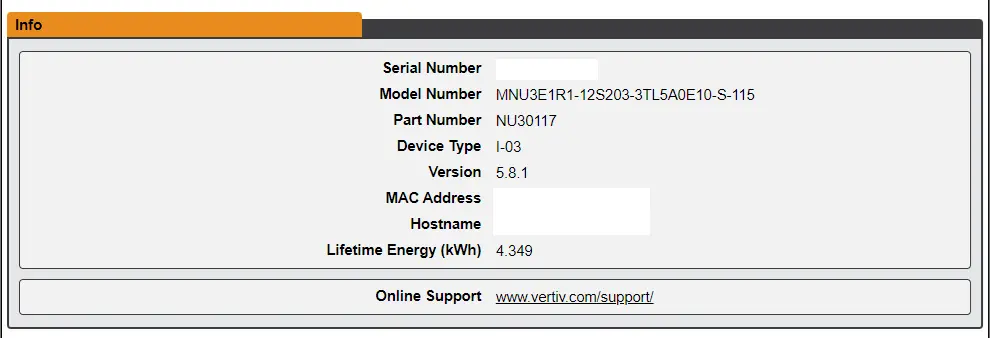 Info
Serial Number
Model Number MNU3E1R1-12S203-3TL5A0E10-S-115
Part Number NU30117
Device Type I-03
Version 5.8.1
MAC Address
Hostname
Lifetime Energy (kWh) 4.349
Online Support www.vertiv.com/support/